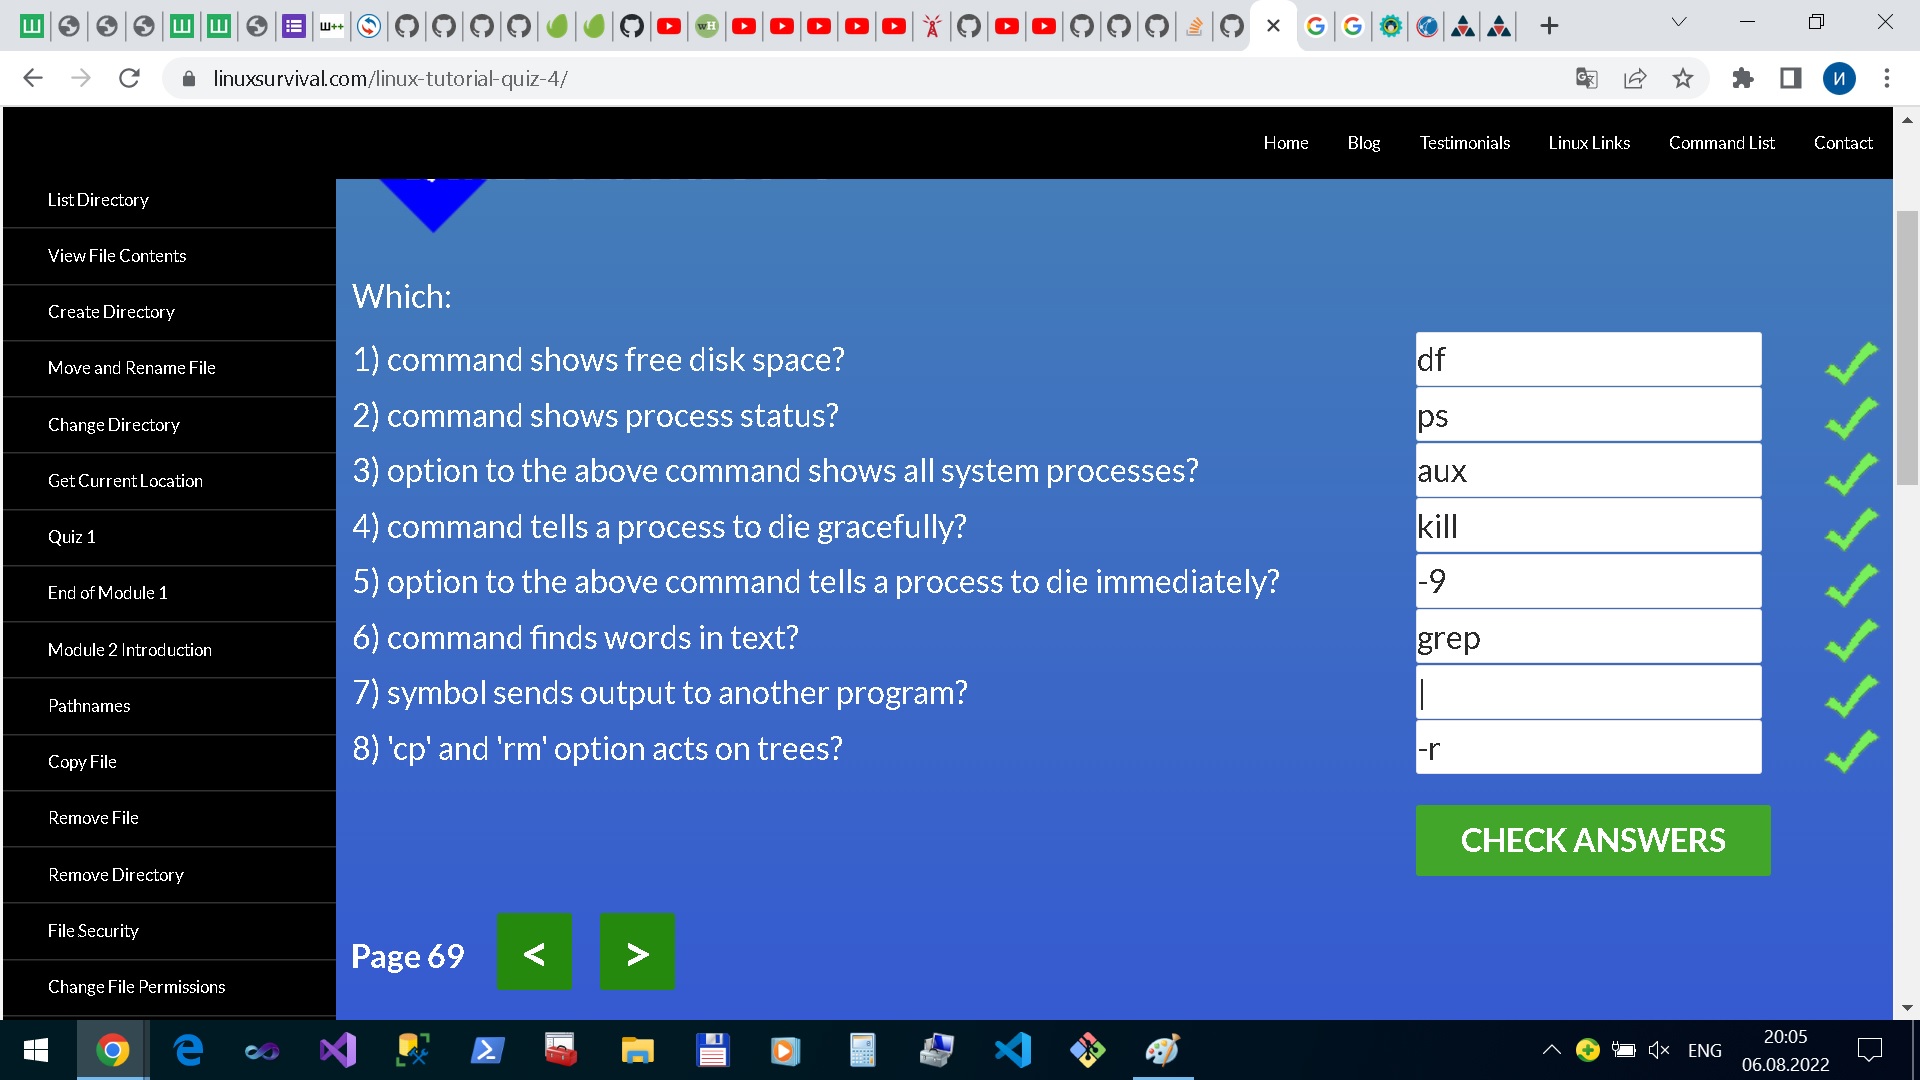 linuxsurvival.com/linux-tutorial-quiz-4/
И
Home Blog Testimonials Linux Links Command List Contact
List Directory
View File Contents
Create Directory
Move and Rename File
Change Directory
Get Current Location
Quiz 1
End of Module 1
Module 2 Introduction
Pathnames
Copy File
Remove File
Remove Directory
File Security
Change File Permissions
Which:
1) command shows free disk space? df
2) command shows process status? ps
3) option to the above command shows all system processes? aux
4) command tells a process to die gracefully? kill
5) option to the above command tells a process to die immediately? -9
6) command finds words in text? grep
7) symbol sends output to another program? |
8) 'cp' and 'rm' option acts on trees? -r
CHECK ANSWERS
Page 69 < >
ENG
20:05
06.08.2022